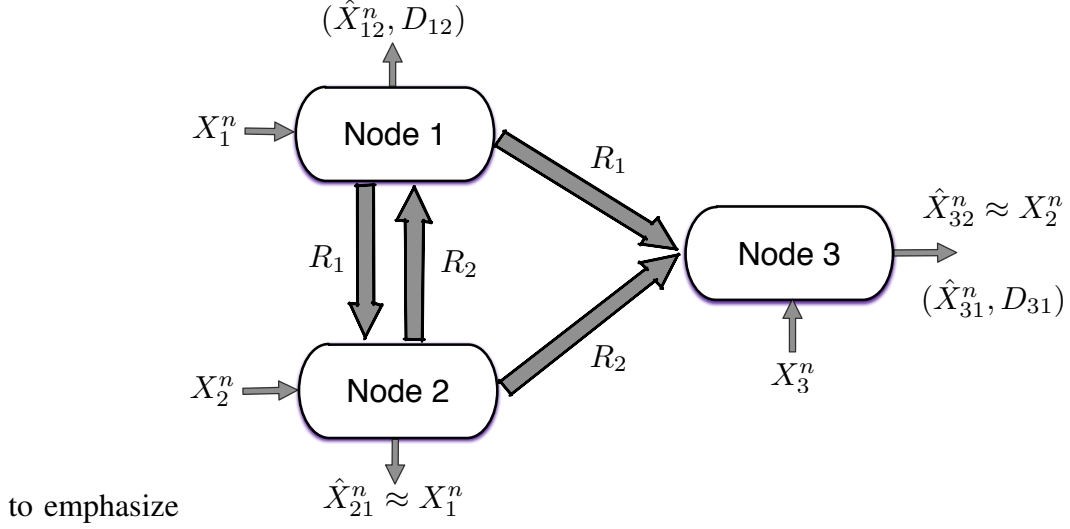 (X̂₁₂ⁿ, D₁₂)
X₁ⁿ
Node 1
R₁
R₁
R₂
Node 3
X̂₃₂ⁿ ≈ X₂ⁿ
(X̂₃₁ⁿ, D₃₁)
R₂
X₃ⁿ
X₂ⁿ
Node 2
X̂₂₁ⁿ ≈ X₁ⁿ
to emphasize